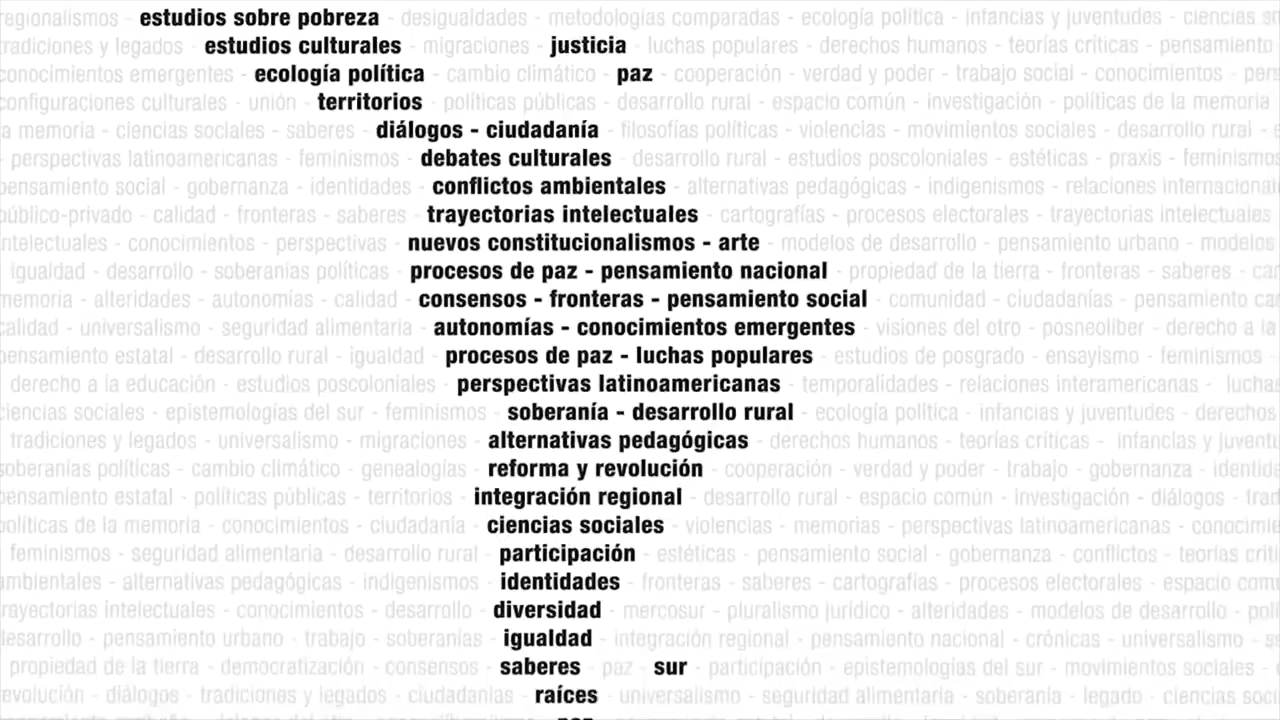 regionalismos - estudios sobre pobreza - desigualdades - metodologías comparadas - ecología política - infancias y juventudes - ciencias
tradiciones y legados - estudios culturales - migraciones - justicia - luchas populares - derechos humanos - teorías críticas - pensamiento
conocimientos emergentes - ecología política - cambio climático - paz - cooperación - verdad y poder - trabajo social - conocimientos -
configuraciones culturales - unión - territorios - políticas públicas - desarrollo rural - espacio común - investigación - políticas de la memoria
a memoria - ciencias sociales - saberes - diálogos - ciudadanía - filosofías políticas - violencias - movimientos sociales - desarrollo rural -
- perspectivas latinoamericanas - feminismos - debates culturales - desarrollo rural - estudios poscoloniales - estéticas - praxis - feminismos
pensamiento social - gobernanza - identidades - conflictos ambientales - alternativas pedagógicas - indigenismos - relaciones internacional
público-privado - calidad - fronteras - saberes - trayectorias intelectuales - cartografías - procesos electorales - trayectorias intelectuales
intelectuales - conocimientos - perspectivas - nuevos constitucionalismos - arte - modelos de desarrollo - pensamiento urbano - modelos
igualdad - desarrollo - soberanías políticas - procesos de paz - pensamiento nacional - propiedad de la tierra - fronteras - saberes -
memoria - alteridades - autonomías - calidad - consensos - fronteras - pensamiento social - comunidad - ciudadanías - pensamiento
calidad - universalismo - seguridad alimentaria - autonomías - conocimientos emergentes - visiones del otro - posneoliber - derecho a la
pensamiento estatal - desarrollo rural - igualdad - procesos de paz - luchas populares - estudios de posgrado - ensayismo - feminismos -
derecho a la educación - estudios poscoloniales - perspectivas latinoamericanas - temporalidades - relaciones interamericanas - luchas
ciencias sociales - epistemologías del sur - feminismos - soberanía - desarrollo rural - ecología política - infancias y juventudes - derechos
tradiciones y legados - universalismo - migraciones - alternativas pedagógicas - derechos humanos - teorías críticas - infancias y juventu
soberanías políticas - cambio climático - genealogías - reforma y revolución - cooperación - verdad y poder - trabajo - gobernanza - identida
pensamiento estatal - políticas públicas - territorios - integración regional - desarrollo rural - espacio común - investigación - diálogos -
políticas de la memoria - conocimientos - ciudadanía - ciencias sociales - violencias - memorias - perspectivas latinoamericanas - conocimie
feminismos - seguridad alimentaria - desarrollo rural - participación - estéticas - pensamiento social - gobernanza - conflictos - teorías
ambientales - alternativas pedagógicas - indigenismos - identidades - fronteras - saberes - cartografías - procesos electorales - espacio
trayectorias intelectuales - conocimientos - desarrollo - diversidad - mercosur - pluralismo jurídico - alteridades - modelos de desarrollo -
desarrollo - pensamiento urbano - trabajo - soberanías - igualdad - integración regional - pensamiento nacional - crónicas - universalismo -
propiedad de la tierra - democratización - consensos - saberes - paz - sur - participación - epistemologías del sur - movimientos sociales -
revolución - diálogos - tradiciones y legados - ciudadanías - raíces - universalismo - seguridad alimentaria - soberanía - legado - ciencias